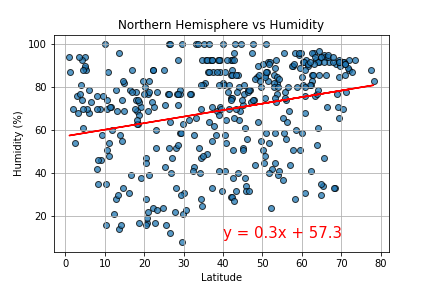 Northern Hemisphere vs Humidity
100
80
60
40
20
Humidity (%)
y = 0.3x + 57.3
0 10 20 30 40 50 60 70 80
Latitude